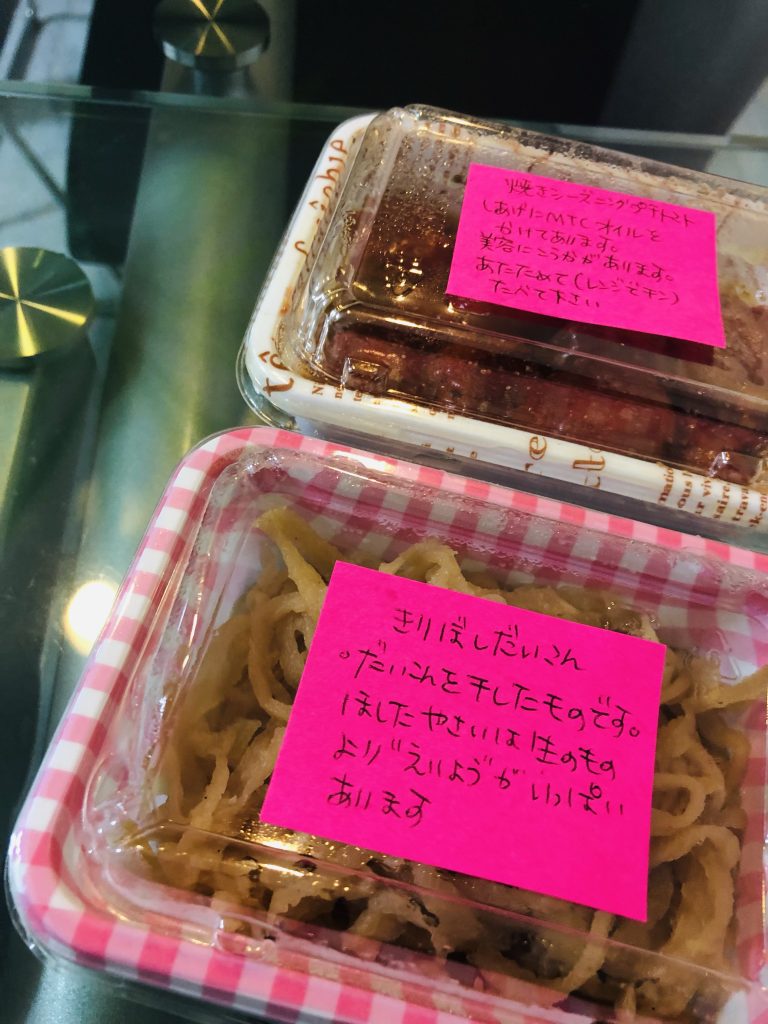 焼きシーズニングプチトマト
しあげにMTCオイルを
かけてあります。
美容にこうかがあります。
あたためて(レンジでチン)
たべて下さい
きりぼしだいこん
。だいこんを干したものです。
ほしたやさいは生のもの
より"えいよう"がいっぱい
あります